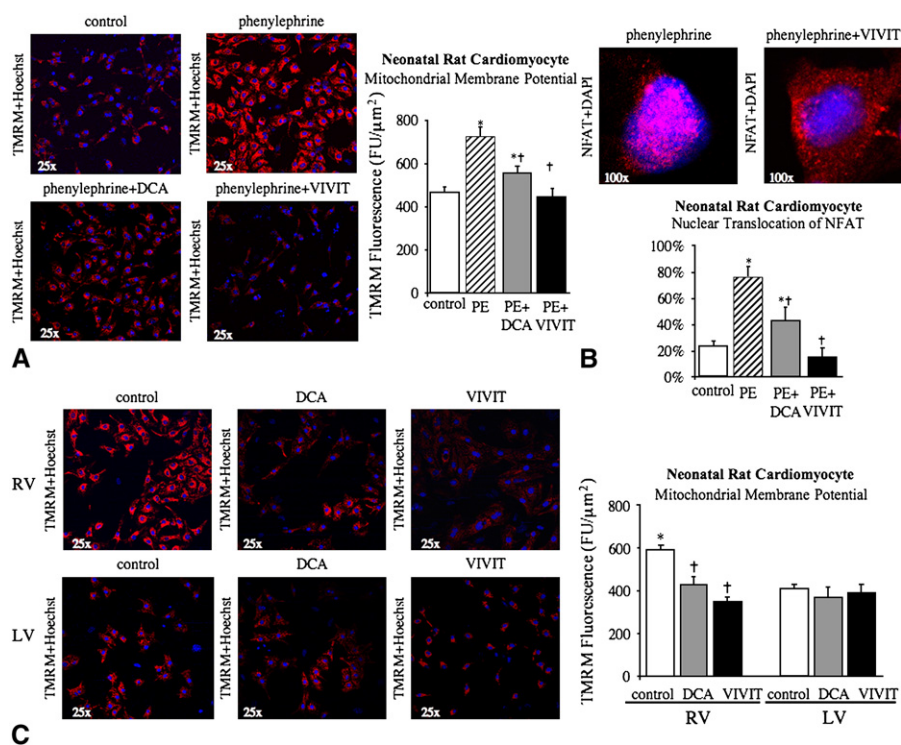 control
phenylephrine
TMRM+Hoechst
25x
TMRM+Hoechst
25x
phenylephrine+DCA
phenylephrine+VIVIT
TMRM+Hoechst
25x
TMRM+Hoechst
25x
Neonatal Rat Cardiomyocyte
Mitochondrial Membrane Potential
TMRM Fluorescence (FU/µm²)
800
*
600
*†
†
400
200
0
control
PE
PE+
DCA
PE+
VIVIT
A
phenylephrine
phenylephrine+VIVIT
NFAT+DAPI
100x
NFAT+DAPI
100x
Neonatal Rat Cardiomyocyte
Nuclear Translocation of NFAT
100%
*
80%
60%
*†
40%
†
20%
0%
control
PE
PE+
DCA
PE+
VIVIT
B
control
DCA
VIVIT
RV
TMRM+Hoechst
25x
TMRM+Hoechst
25x
TMRM+Hoechst
25x
control
DCA
VIVIT
LV
TMRM+Hoechst
25x
TMRM+Hoechst
25x
TMRM+Hoechst
25x
Neonatal Rat Cardiomyocyte
Mitochondrial Membrane Potential
TMRM Fluorescence (FU/µm²)
800
*
600
†
†
400
200
0
control DCA VIVIT
control DCA VIVIT
RV
LV
C